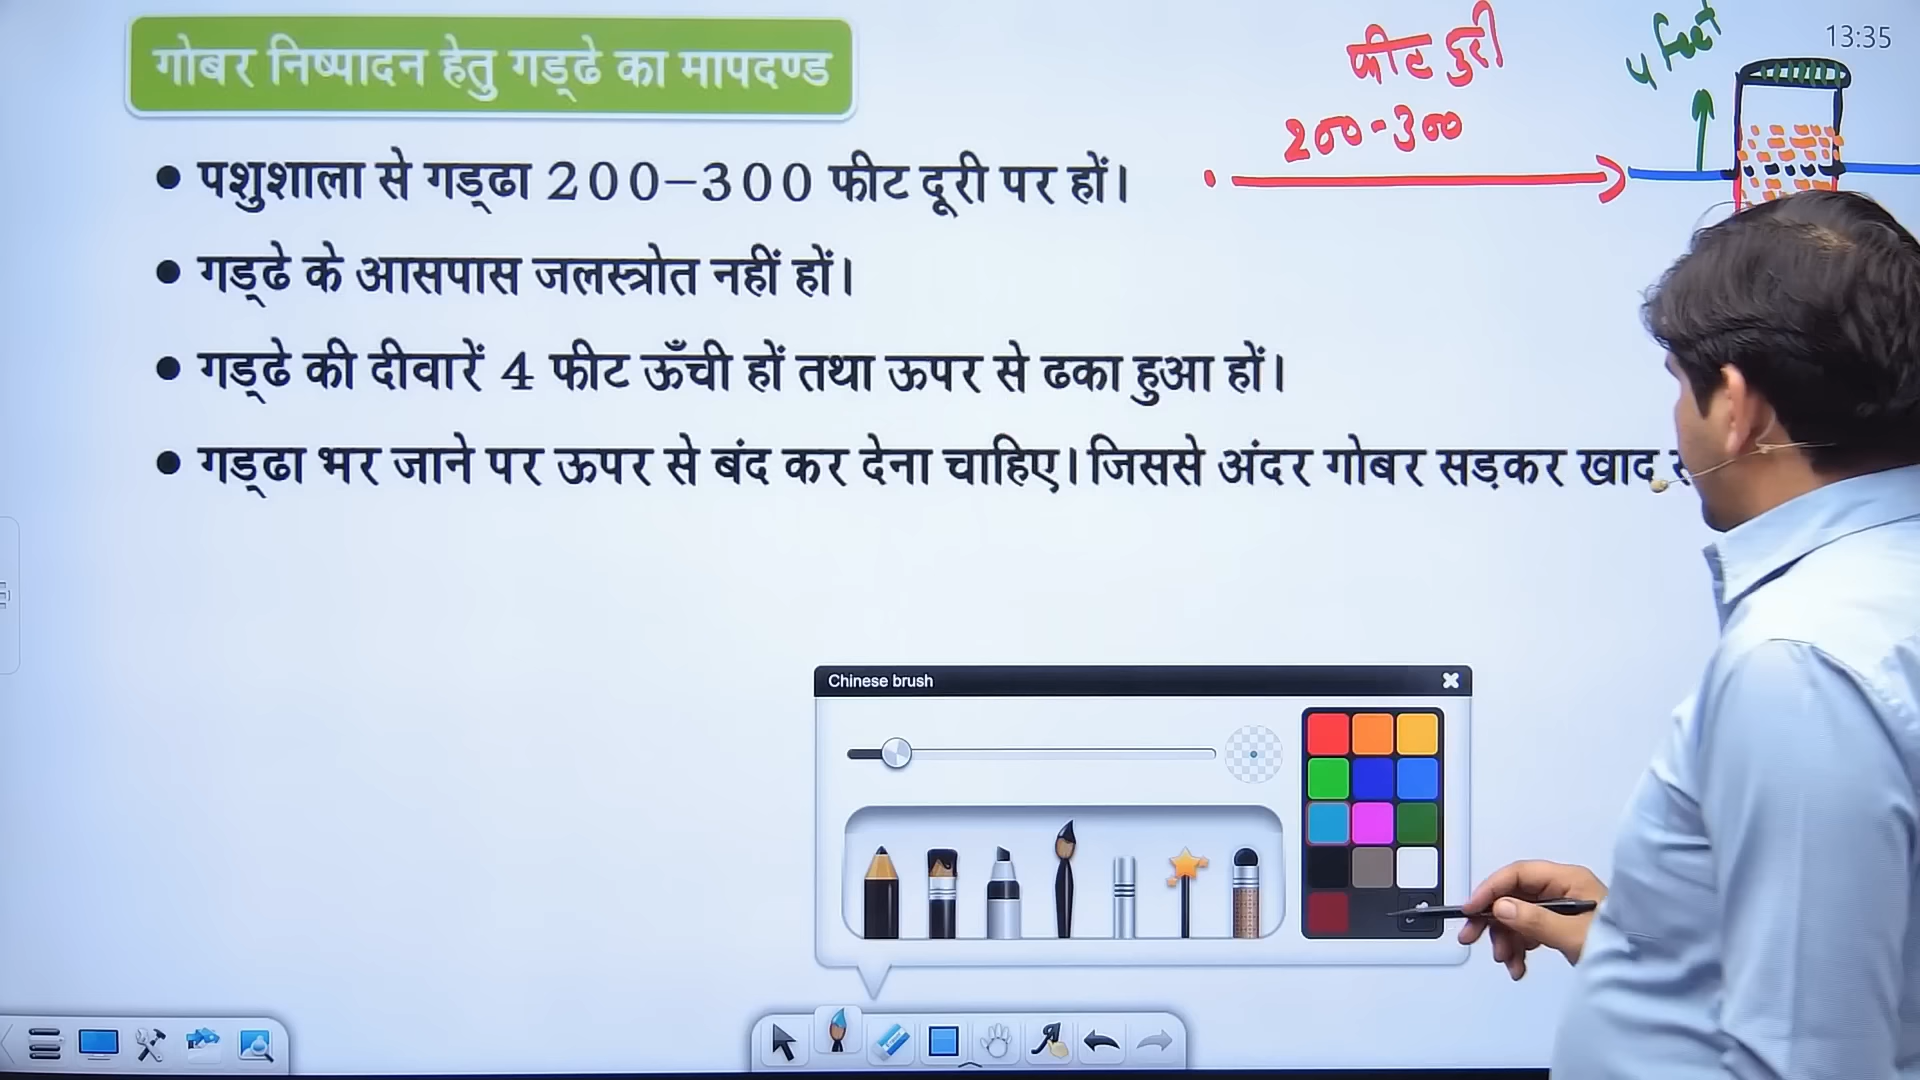 गोबर निष्पादन हेतु गड्ढे का मापदण्ड
13:35
फीट दुरी
4 feet
200-300
• पशुशाला से गड्ढा 200–300 फीट दूरी पर हों।
• गड्ढे के आसपास जलस्त्रोत नहीं हों।
• गड्ढे की दीवारें 4 फीट ऊँची हों तथा ऊपर से ढका हुआ हों।
• गड्ढा भर जाने पर ऊपर से बंद कर देना चाहिए। जिससे अंदर गोबर सड़कर खाद
Chinese brush